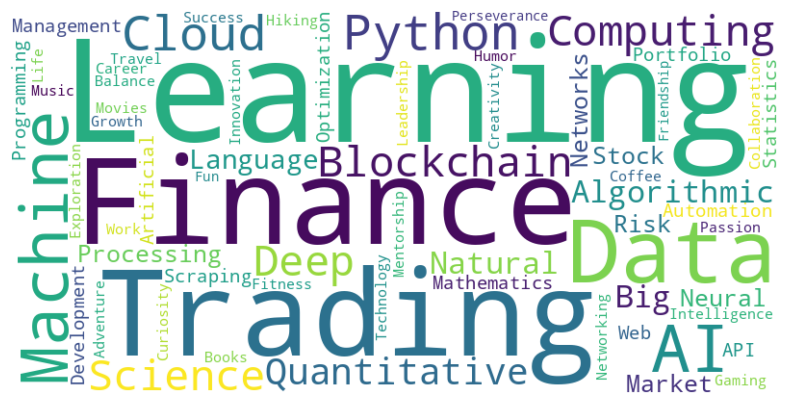 Management
Success
Hiking
Perseverance
Cloud
Python
Computing
Learning
Travel
Career
Balance
Life
Music
Programming
Movies
Growth
Innovation
Optimization
Leadership
Humor
Creativity
Networks
Portfolio
Friendship
Collaboration
Statistics
Machine
Exploration
Artificial
Language
Fun
Blockchain
Stock
Coffee
Finance
Algorithmic
Risk
Automation
Passion
Work
Processing
Deep
Mentorship
Natural
Data
Development
Adventure
Curiosity
Scraping
Fitness
Technology
Mathematics
Trading
Big
Neural
Intelligence
Networking
Web
AI
API
Books
Science
Quantitative
Market
Gaming